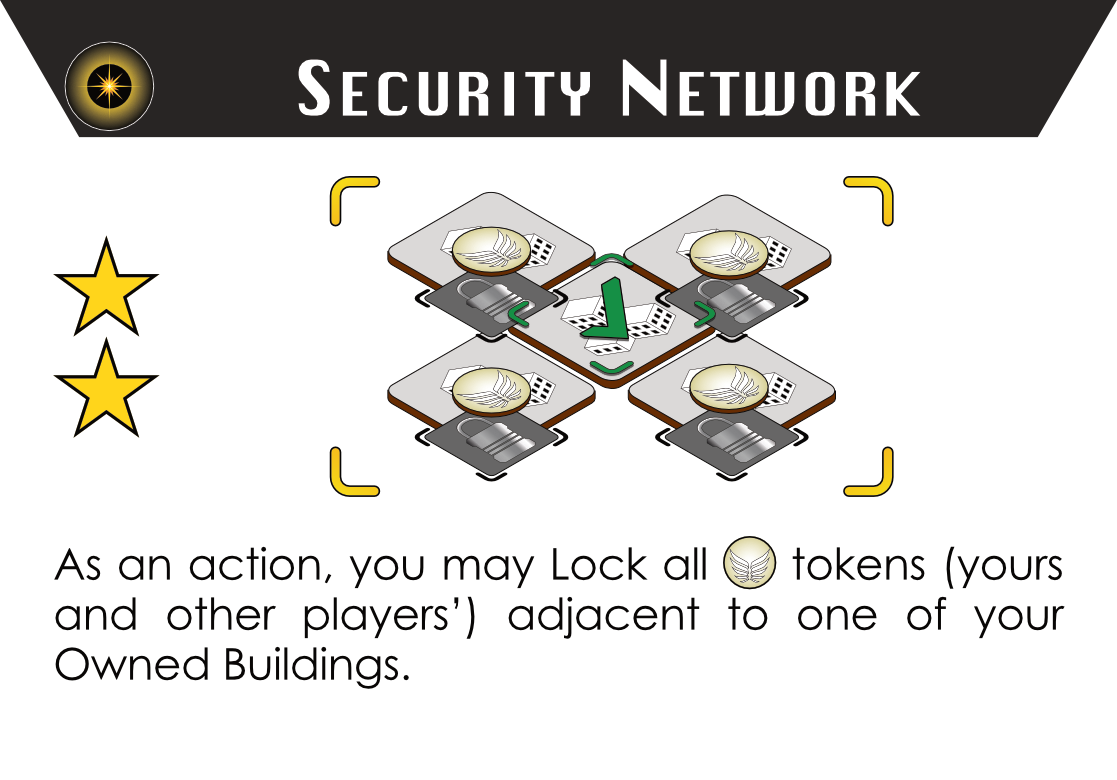 Security Network
As an action, you may Lock all tokens (yours
and other players’) adjacent to one of your
Owned Buildings.